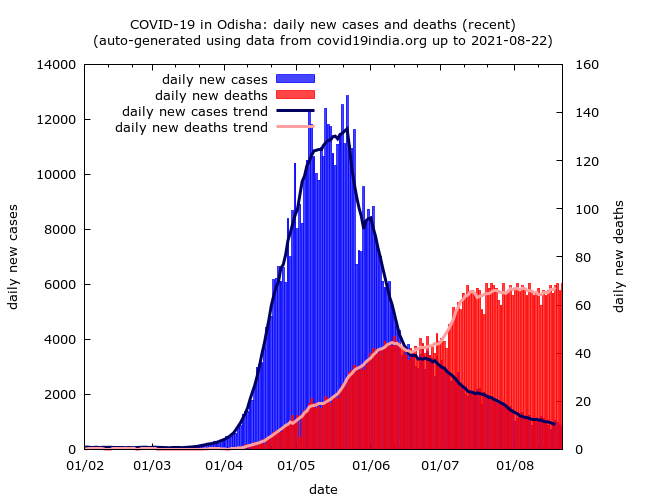 COVID-19 in Odisha: daily new cases and deaths (recent)
(auto-generated using data from covid19india.org up to 2021-08-22)
daily new cases
daily new deaths
daily new cases trend
daily new deaths trend
14000
12000
10000
8000
6000
4000
2000
0
160
140
120
100
80
60
40
20
0
daily new cases
daily new deaths
01/02 01/03 01/04 01/05 01/06 01/07 01/08
date